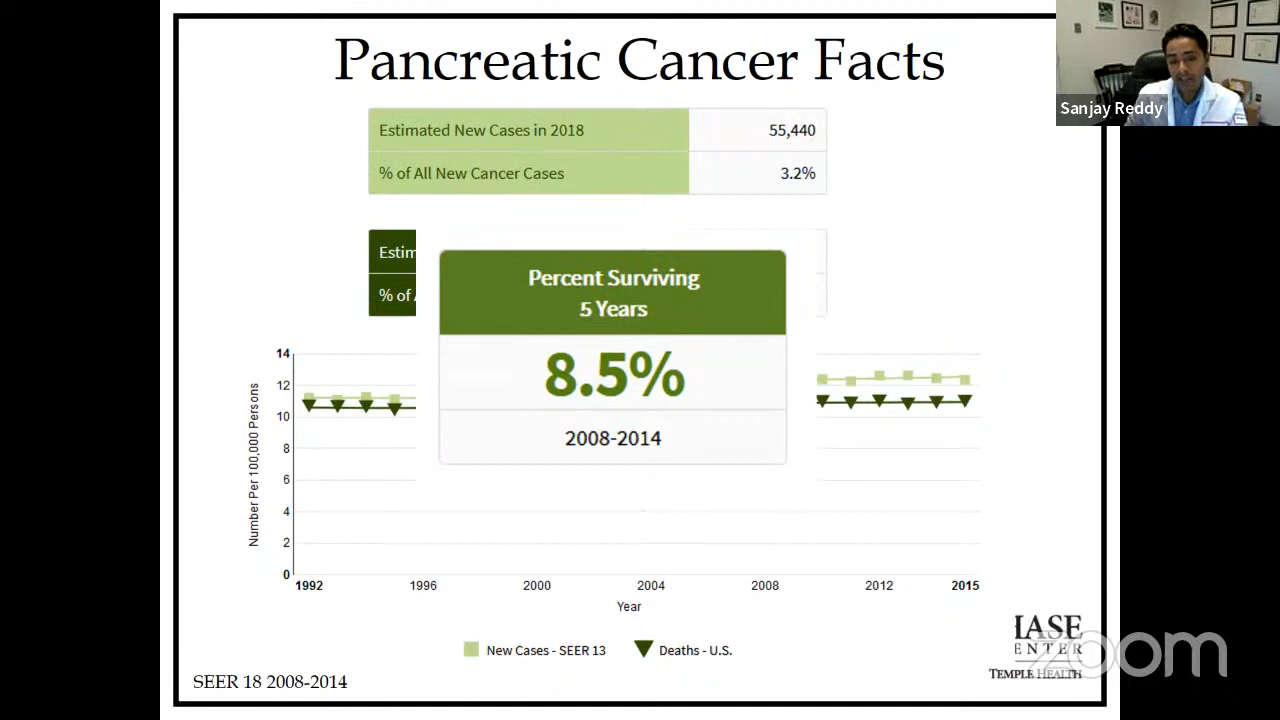 Pancreatic Cancer Facts
Sanjay Reddy
Estimated New Cases in 2018 55,440
% of All New Cancer Cases 3.2%
Estim
% of
Percent Surviving
5 Years
8.5%
2008-2014
Number Per 100,000 Persons
14
12
10
8
6
4
2
0
1992 1996 2000 2004 2008 2012 2015
Year
New Cases - SEER 13 Deaths - U.S.
HASE
ENTER
TEMPLE HEALTH
zoom
SEER 18 2008-2014